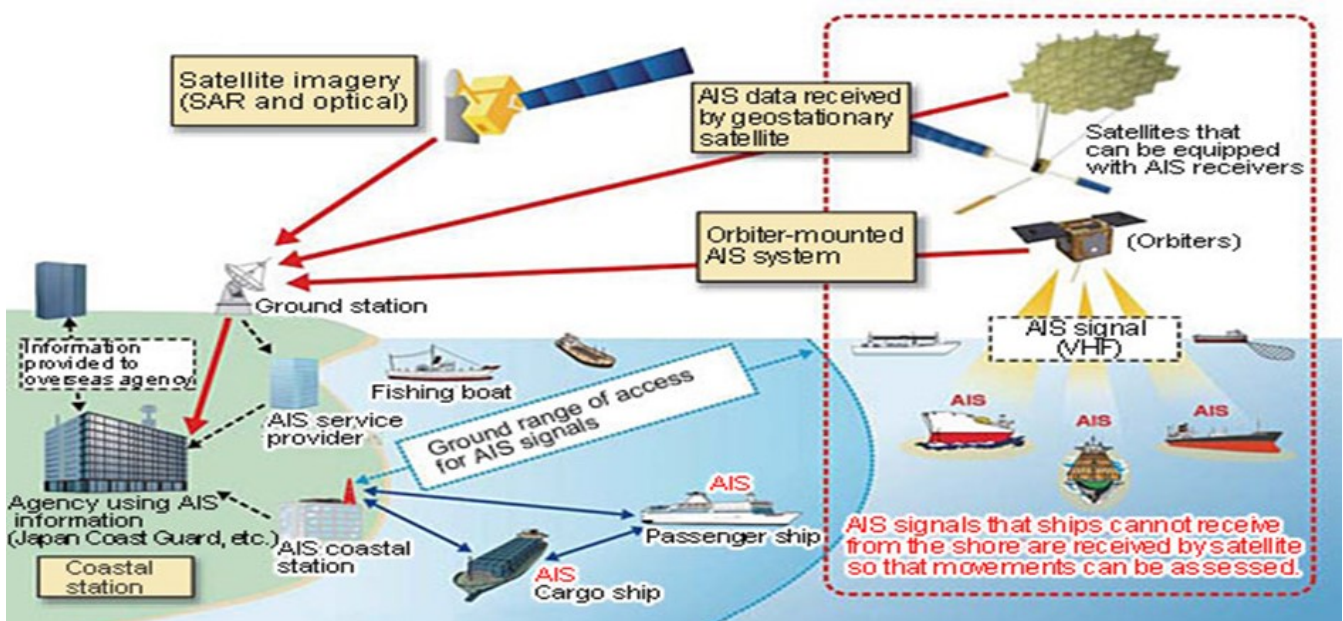 Satellite imagery
(SAR and optical)
AIS data received
by geostationary
satellite
Satellites that
can be equipped
with AIS receivers
Orbiter-mounted
AIS system
(Orbiters)
Ground station
AIS signal
(VHF)
Information
provided to
overseas agency
Fishing boat
AIS service
provider
Ground range of access
for AIS signals
AIS
AIS
AIS
Agency using AIS
information
(Japan Coast Guard, etc.)
AIS coastal
station
AIS
Passenger ship
AIS
Cargo ship
Coastal
station
AIS signals that ships cannot receive
from the shore are received by satellite
so that movements can be assessed.